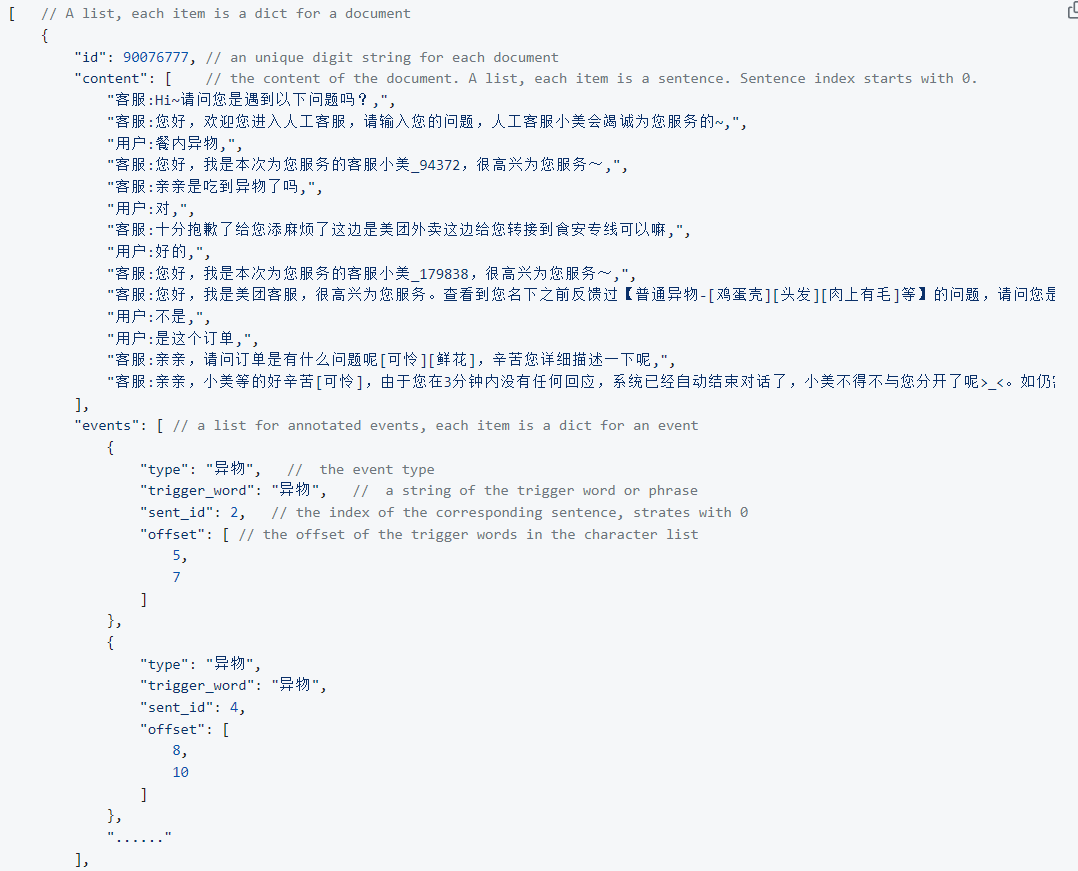 [   // A list, each item is a dict for a document
{
"id": 90076777, // an unique digit string for each document
"content": [    // the content of the document. A list, each item is a sentence. Sentence index starts with 0.
"客服:Hi~请问您是遇到以下问题吗？,",
"客服:您好，欢迎您进入人工客服，请输入您的问题，人工客服小美会竭诚为您服务的~,",
"用户:餐内异物,",
"客服:您好，我是本次为您服务的客服小美_94372，很高兴为您服务～,",
"客服:亲亲是吃到异物了吗,",
"用户:对,",
"客服:十分抱歉了给您添麻烦了这边是美团外卖这边给您转接到食安专线可以嘛,",
"用户:好的,",
"客服:您好，我是本次为您服务的客服小美_179838，很高兴为您服务～,",
"客服:您好，我是美团客服，很高兴为您服务。查看到您名下之前反馈过【普通异物-[鸡蛋壳][头发][肉上有毛]等】的问题，请问您是
"用户:不是,",
"用户:是这个订单,",
"客服:亲亲，请问订单是有什么问题呢[可怜][鲜花]，辛苦您详细描述一下呢,",
"客服:亲亲，小美等的好辛苦[可怜]，由于您在3分钟内没有任何回应，系统已经自动结束对话了，小美不得不与您分开了呢>_<。如仍
],
"events": [ // a list for annotated events, each item is a dict for an event
{
"type": "异物",   //  the event type
"trigger_word": "异物",   //  a string of the trigger word or phrase
"sent_id": 2,   // the index of the corresponding sentence, strates with 0
"offset": [ // the offset of the trigger words in the character list
5,
7
]
},
{
"type": "异物",
"trigger_word": "异物",
"sent_id": 4,
"offset": [
8,
10
]
},
"......"
],